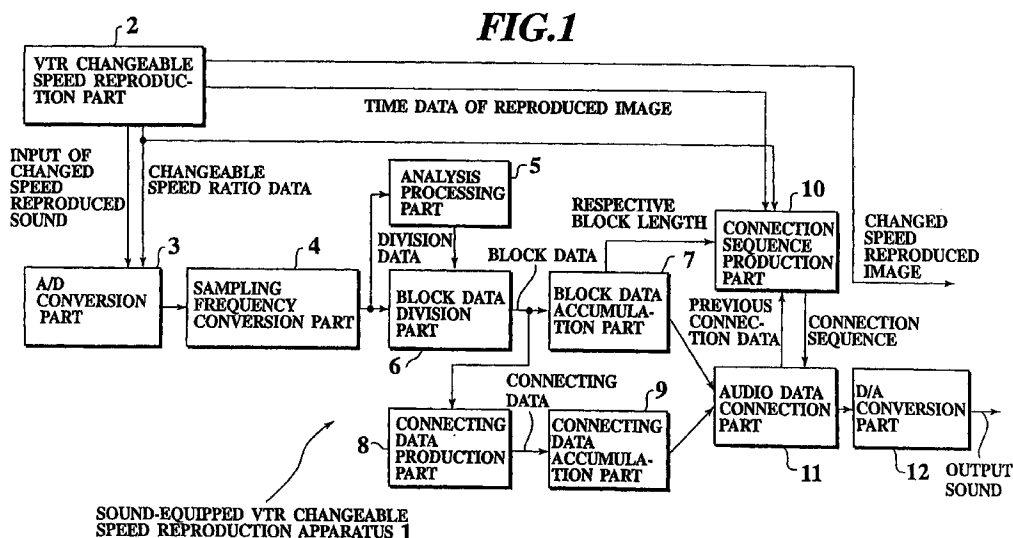 FIG.1
2
VTR CHANGEABLE
SPEED REPRODUC-
TION PART
TIME DATA OF REPRODUCED IMAGE
INPUT OF
CHANGED
SPEED
REPRODUCED
SOUND
CHANGEABLE
SPEED RATIO DATA
5
ANALYSIS
PROCESSING
PART
10
CONNECTION
SEQUENCE
PRODUCTION
PART
RESPECTIVE
BLOCK LENGTH
CHANGED
SPEED
REPRODUCED
IMAGE
3
A/D
CONVERSION
PART
4
SAMPLING
FREQUENCY
CONVERSION PART
DIVISION
DATA
BLOCK DATA
DIVISION
PART
6
BLOCK DATA
7
BLOCK DATA
ACCUMULA-
TION PART
PREVIOUS
CONNEC-
TION DATA
CONNECTION
SEQUENCE
8
CONNECTING
DATA
PRODUCTION
PART
CONNECTING
DATA
9
CONNECTING
DATA
ACCUMULA-
TION PART
AUDIO DATA
CONNECTION
PART
11
D/A
CONVERSION
PART
12
OUTPUT
SOUND
SOUND-EQUIPPED VTR CHANGEABLE
SPEED REPRODUCTION APPARATUS 1